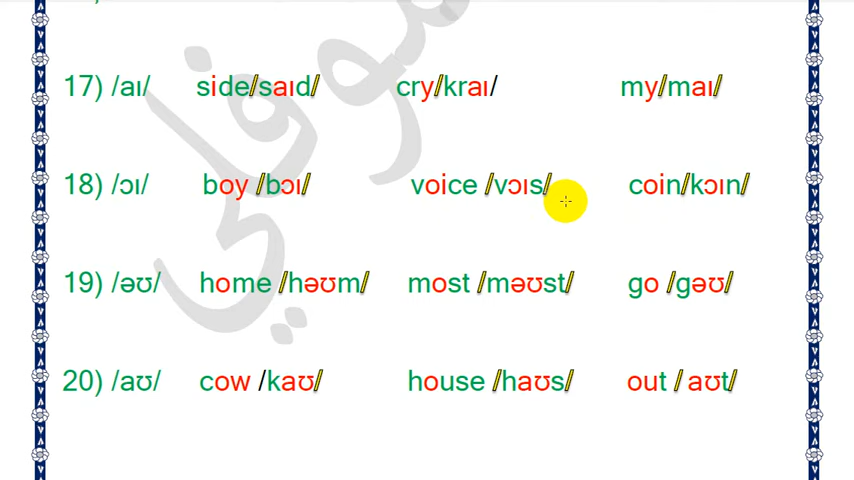 17) /aɪ/ side/saɪd/ cry/kraɪ/ my/maɪ/
18) /ɔɪ/ boy /bɔɪ/ voice /vɔɪs/ coin/kɔɪn/
19) /əʊ/ home /həʊm/ most /məʊst/ go /gəʊ/
20) /aʊ/ cow /kaʊ/ house /haʊs/ out / aʊt/